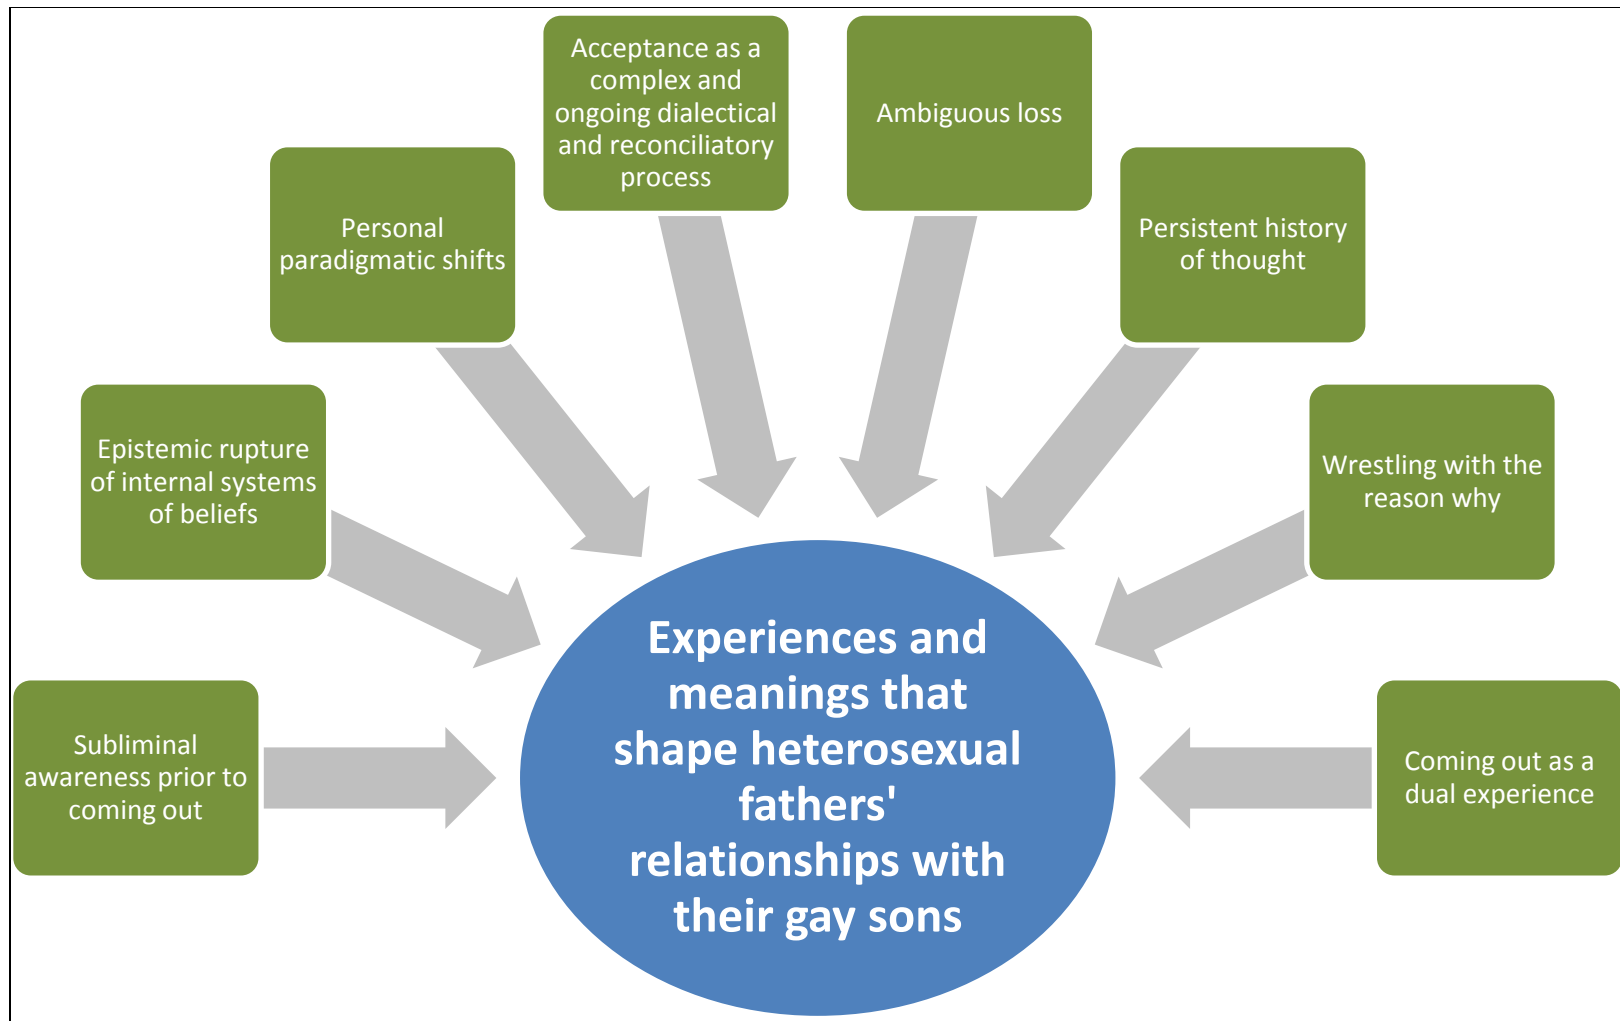 Acceptance as a
complex and
ongoing dialectical
and reconciliatory
process
Ambiguous loss
Personal
paradigmatic shifts
Persistent history
of thought
Epistemic rupture
of internal systems
of beliefs
Wrestling with the
reason why
Subliminal
awareness prior to
coming out
Coming out as a
dual experience
Experiences and
meanings that
shape heterosexual
fathers'
relationships with
their gay sons